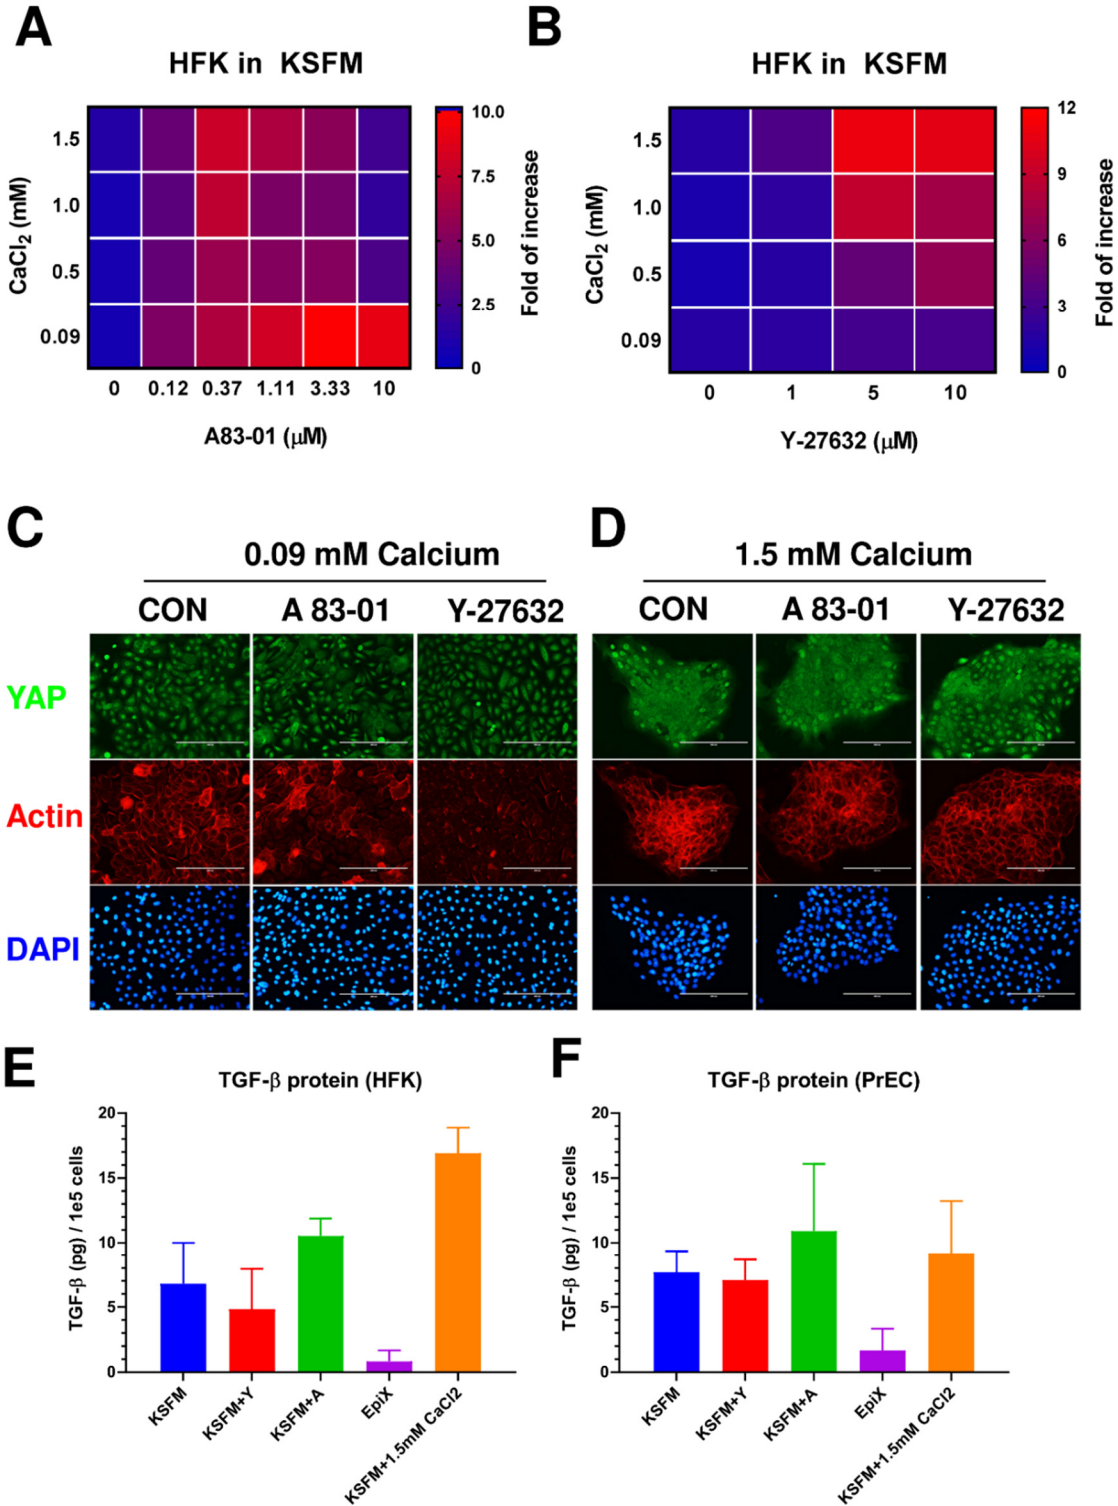 A
HFK in KSFM
CaCl2 (mM)
1.5
1.0
0.5
0.09
0 0.12 0.37 1.11 3.33 10
A83-01 (μM)
10.0
7.5
5.0
2.5
0
Fold of increase
B
HFK in KSFM
CaCl2 (mM)
1.5
1.0
0.5
0.09
0 1 5 10
Y-27632 (μM)
12
9
6
3
0
Fold of increase
C
0.09 mM Calcium
CON A 83-01 Y-27632
YAP
Actin
DAPI
D
1.5 mM Calcium
CON A 83-01 Y-27632
E
TGF-β protein (HFK)
TGF-β (pg) / 1e5 cells
20
15
10
5
0
KSFM
KSFM+Y
KSFM+A
EpiX
KSFM+1.5mM CaCl2
F
TGF-β protein (PrEC)
TGF-β (pg) / 1e5 cells
20
15
10
5
0
KSFM
KSFM+Y
KSFM+A
EpiX
KSFM+1.5mM CaCl2